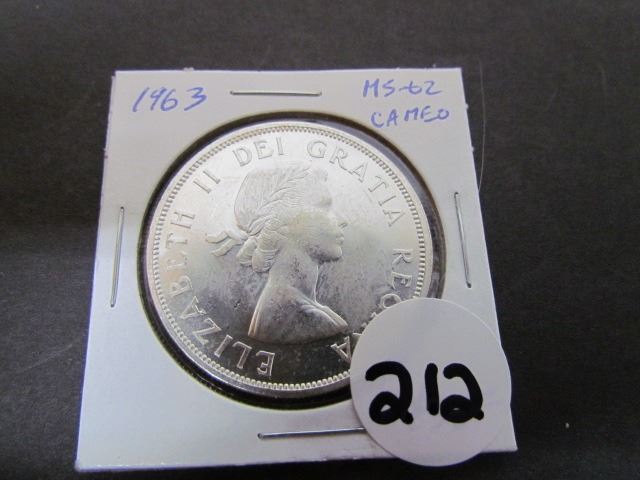 1963
MS-62
CAMEO
ELIZABETH II DEI GRATIA REGINA
212